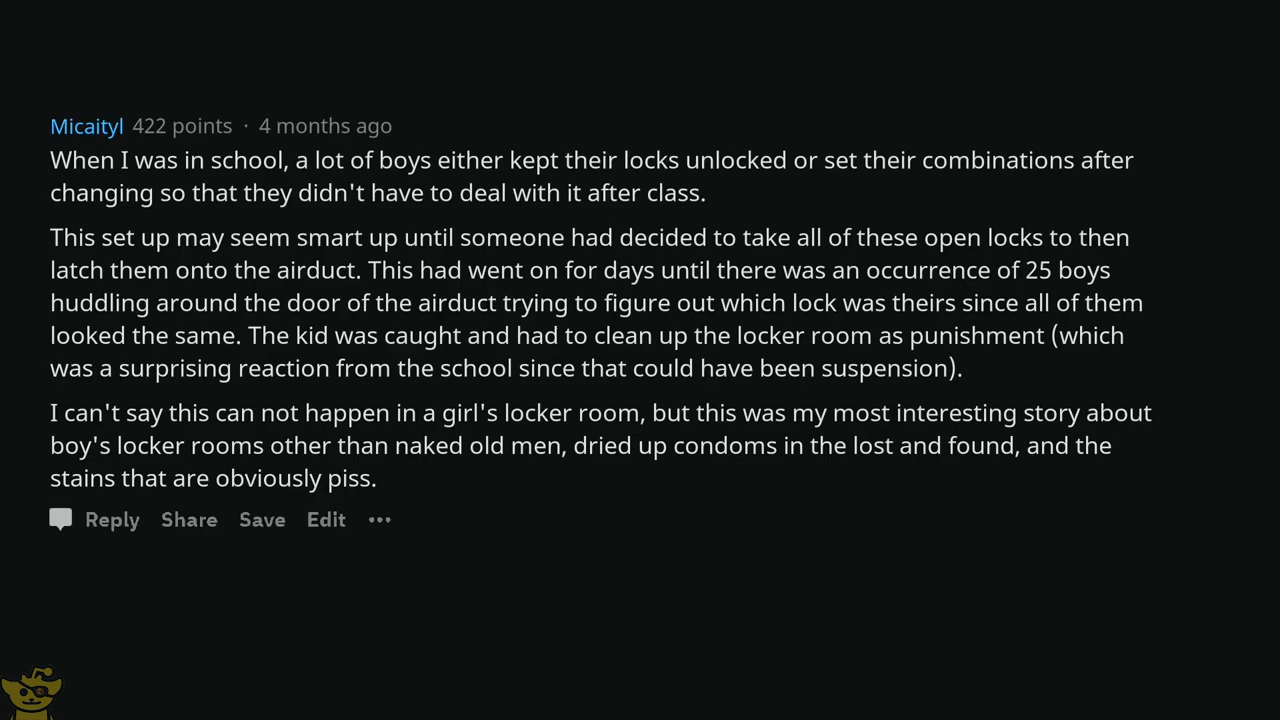 Micaityl 422 points · 4 months ago
When I was in school, a lot of boys either kept their locks unlocked or set their combinations after
changing so that they didn't have to deal with it after class.
This set up may seem smart up until someone had decided to take all of these open locks to then
latch them onto the airduct. This had went on for days until there was an occurrence of 25 boys
huddling around the door of the airduct trying to figure out which lock was theirs since all of them
looked the same. The kid was caught and had to clean up the locker room as punishment (which
was a surprising reaction from the school since that could have been suspension).
I can't say this can not happen in a girl's locker room, but this was my most interesting story about
boy's locker rooms other than naked old men, dried up condoms in the lost and found, and the
stains that are obviously piss.
Reply Share Save Edit •••